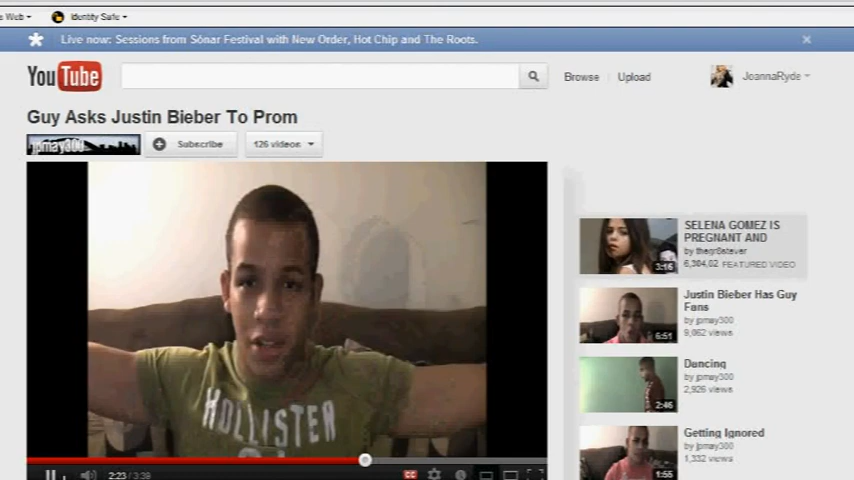 s Web
Identity Safe
Live now: Sessions from Sónar Festival with New Order, Hot Chip and The Roots.
YouTube
Browse
Upload
JoannaRyde
Guy Asks Justin Bieber To Prom
jpmay300
Subscribe
126 videos
HOLLISTER
2:23 / 3:39
CC
3:16
SELENA GOMEZ IS
PREGNANT AND
by
FEATURED VIDEO
6:51
Justin Bieber Has Guy
Fans
by jpmay300
9,062 views
2:46
Dancing
by jpmay300
2,926 views
1:55
Getting Ignored
by jpmay300
1,332 views